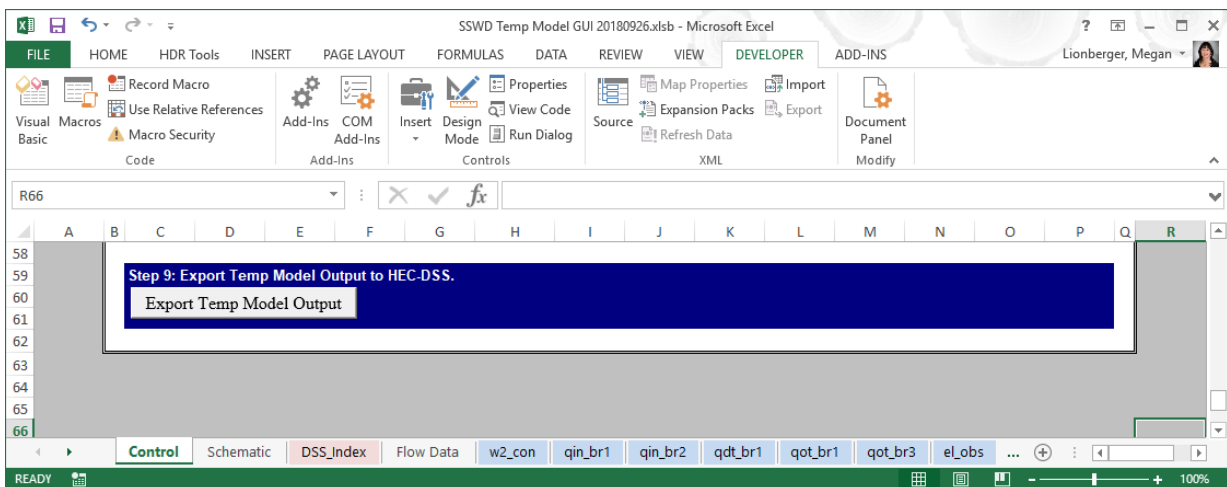 SSWD Temp Model GUI 20180926.xlsb - Microsoft Excel
?
FILE HOME HDR Tools INSERT PAGE LAYOUT FORMULAS DATA REVIEW VIEW DEVELOPER ADD-INS Lionberger, Megan
Visual Basic
Macros
Record Macro
Use Relative References
Macro Security
Code
Add-Ins
COM Add-Ins
Add-Ins
Insert
Design Mode
Properties
View Code
Run Dialog
Controls
Source
Map Properties
Expansion Packs
Refresh Data
Import
Export
XML
Document Panel
Modify
R66 fx
A B C D E F G H I J K L M N O P Q R
58
59 Step 9: Export Temp Model Output to HEC-DSS.
60 Export Temp Model Output
61
62
63
64
65
66
Control Schematic DSS_Index Flow Data w2_con qin_br1 qin_br2 qdt_br1 qot_br1 qot_br3 el_obs ...
READY 100%